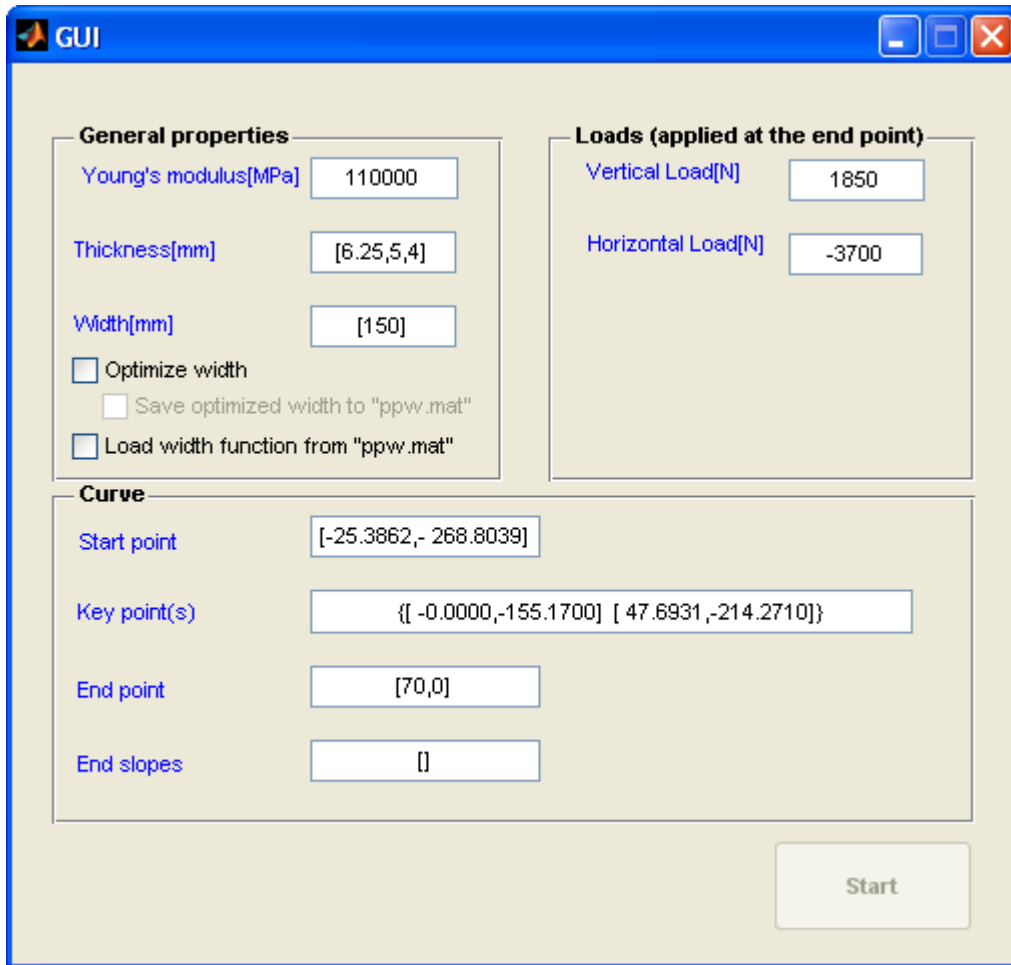 GUI
General properties
Young's modulus[MPa] 110000
Thickness[mm] [6.25,5,4]
Width[mm] [150]
Optimize width
Save optimized width to "ppw.mat"
Load width function from "ppw.mat"
Loads (applied at the end point)
Vertical Load[N] 1850
Horizontal Load[N] -3700
Curve
Start point [-25.3862,- 268.8039]
Key point(s) {[ -0.0000,-155.1700]  [ 47.6931,-214.2710]}
End point [70,0]
End slopes []
Start